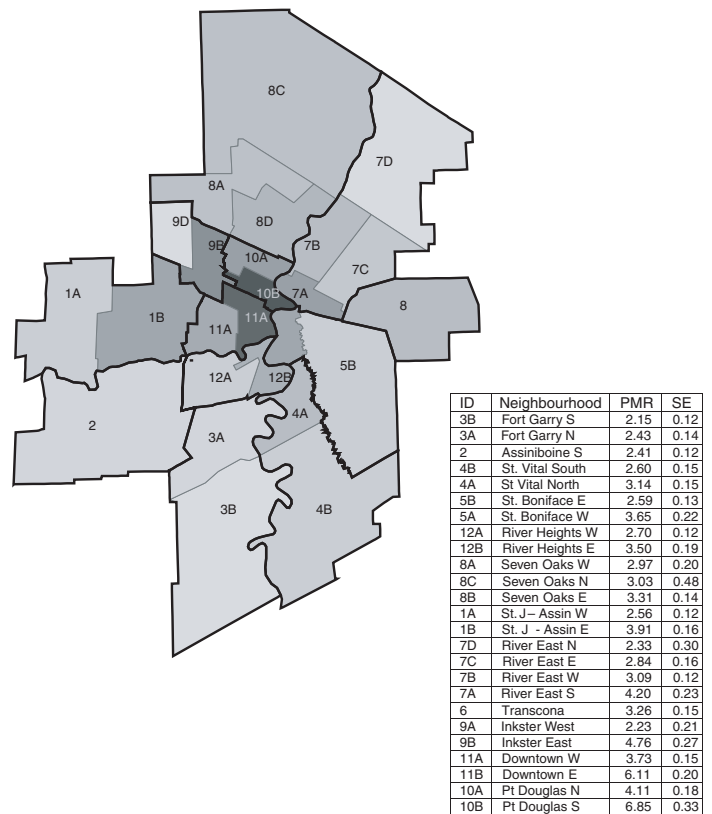 8C
7D
8A
9D
8D
9B
7B
10A
7C
1A
10B
7A
8
1B
11A
11A
5B
12A
12B
2
4A
3A
3B
4B
ID Neighbourhood PMR SE
3B Fort Garry S 2.15 0.12
3A Fort Garry N 2.43 0.14
2 Assiniboine S 2.41 0.12
4B St. Vital South 2.60 0.15
4A St Vital North 3.14 0.15
5B St. Boniface E 2.59 0.13
5A St. Boniface W 3.65 0.22
12A River Heights W 2.70 0.12
12B River Heights E 3.50 0.19
8A Seven Oaks W 2.97 0.20
8C Seven Oaks N 3.03 0.48
8B Seven Oaks E 3.31 0.14
1A St. J – Assin W 2.56 0.12
1B St. J - Assin E 3.91 0.16
7D River East N 2.33 0.30
7C River East E 2.84 0.16
7B River East W 3.09 0.12
7A River East S 4.20 0.23
6 Transcona 3.26 0.15
9A Inkster West 2.23 0.21
9B Inkster East 4.76 0.27
11A Downtown W 3.73 0.15
11B Downtown E 6.11 0.20
10A Pt Douglas N 4.11 0.18
10B Pt Douglas S 6.85 0.33